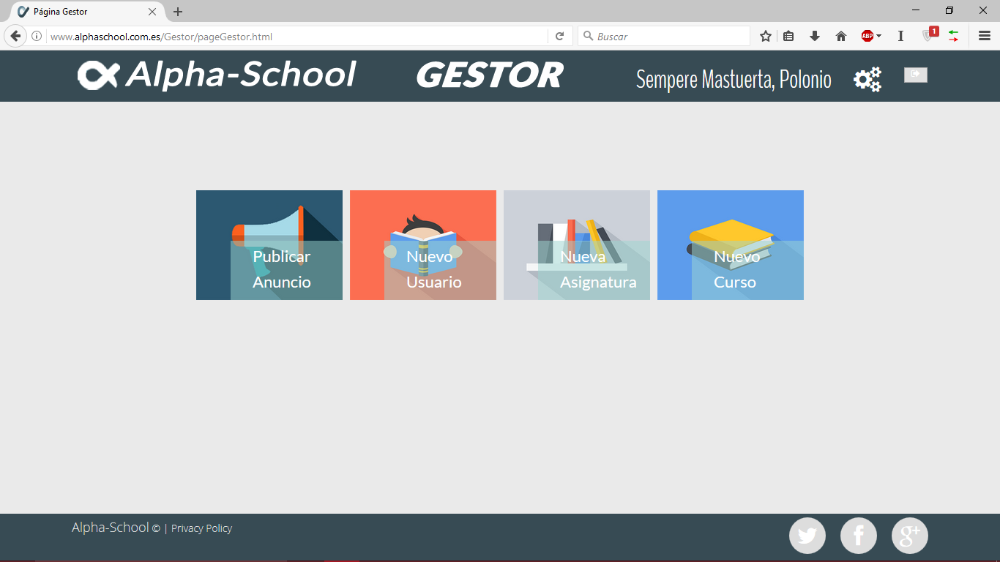 Página Gestor
www.alphaschool.com.es/Gestor/pageGestor.html
Buscar
ABP
1
Alpha-School
GESTOR
Sempere Mastuerta, Polonio
Publicar
Anuncio
Nuevo
Usuario
Nueva
Asignatura
Nuevo
Curso
Alpha-School © | Privacy Policy
g+